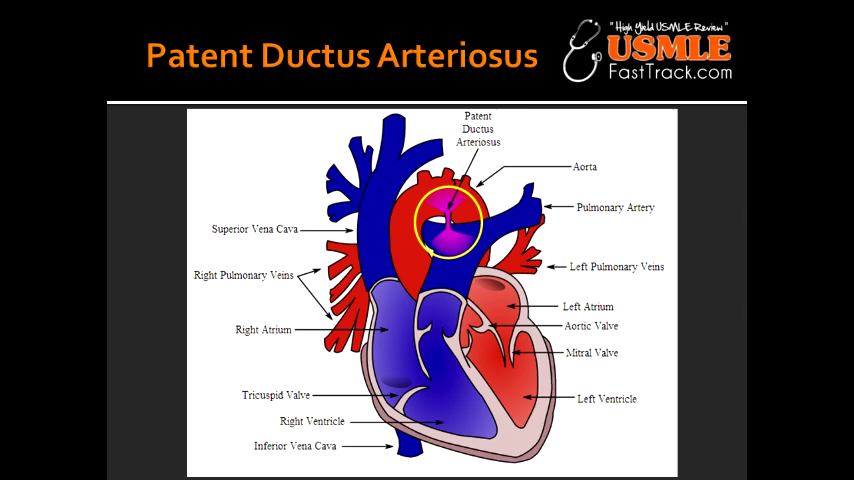 Patent Ductus Arteriosus
"High Yield USMLE Review"
USMLE
FastTrack.com
Patent
Ductus
Arteriosus
Aorta
Pulmonary Artery
Superior Vena Cava
Left Pulmonary Veins
Right Pulmonary Veins
Left Atrium
Aortic Valve
Right Atrium
Mitral Valve
Tricuspid Valve
Left Ventricle
Right Ventricle
Inferior Vena Cava